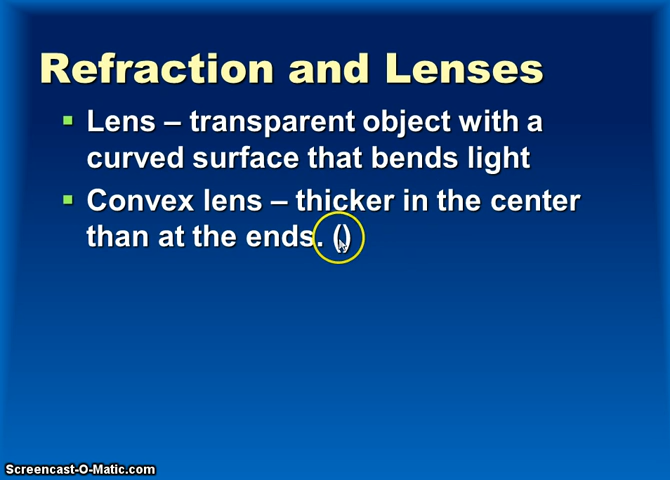 Refraction and Lenses
▪ Lens – transparent object with a
curved surface that bends light
▪ Convex lens – thicker in the center
than at the ends. ()
Screencast-O-Matic.com